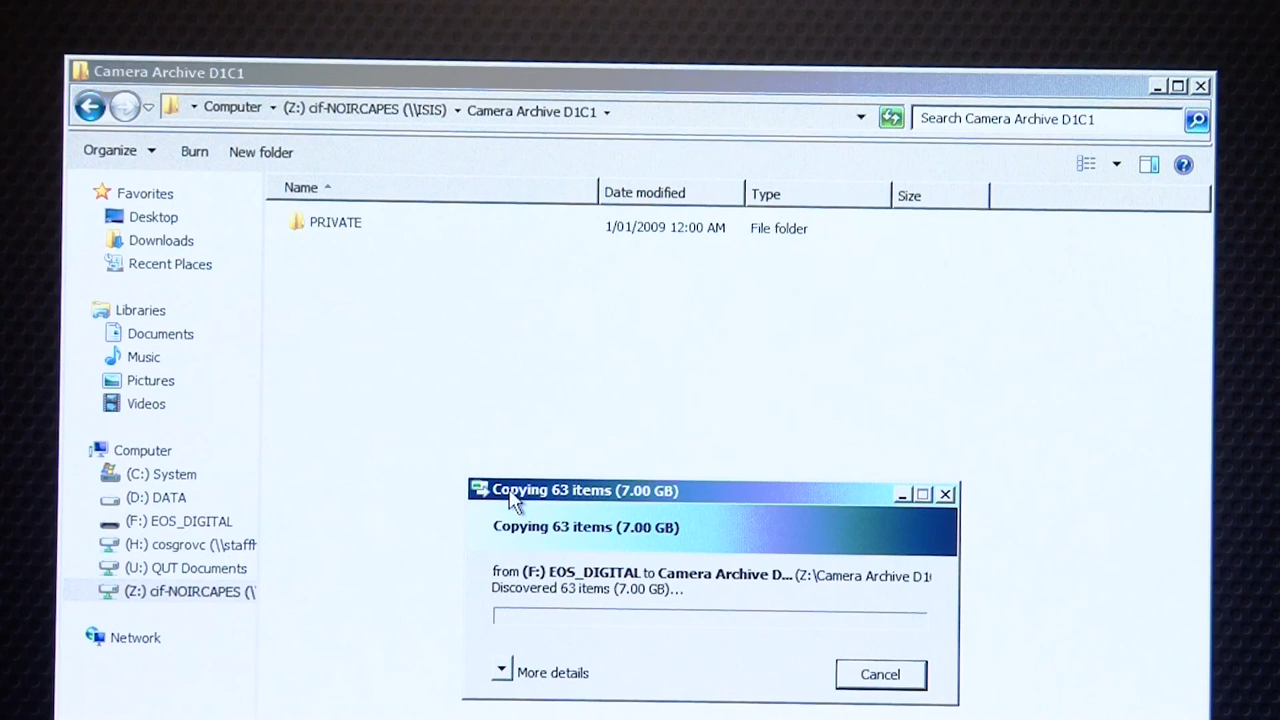 Camera Archive D1C1
Computer (Z:) cif-NOIRCAPES (\\ISIS) Camera Archive D1C1
Search Camera Archive D1C1
Organize Burn New folder
Name Date modified Type Size
PRIVATE 1/01/2009 12:00 AM File folder
Favorites
Desktop
Downloads
Recent Places
Libraries
Documents
Music
Pictures
Videos
Computer
(C:) System
(D:) DATA
(F:) EOS_DIGITAL
(H:) cosgrovc (\\staffh
(U:) QUT Documents
(Z:) cif-NOIRCAPES (\
Network
Copying 63 items (7.00 GB)
Copying 63 items (7.00 GB)
from (F:) EOS_DIGITAL to Camera Archive D... (Z:\Camera Archive D1
Discovered 63 items (7.00 GB)...
More details
Cancel